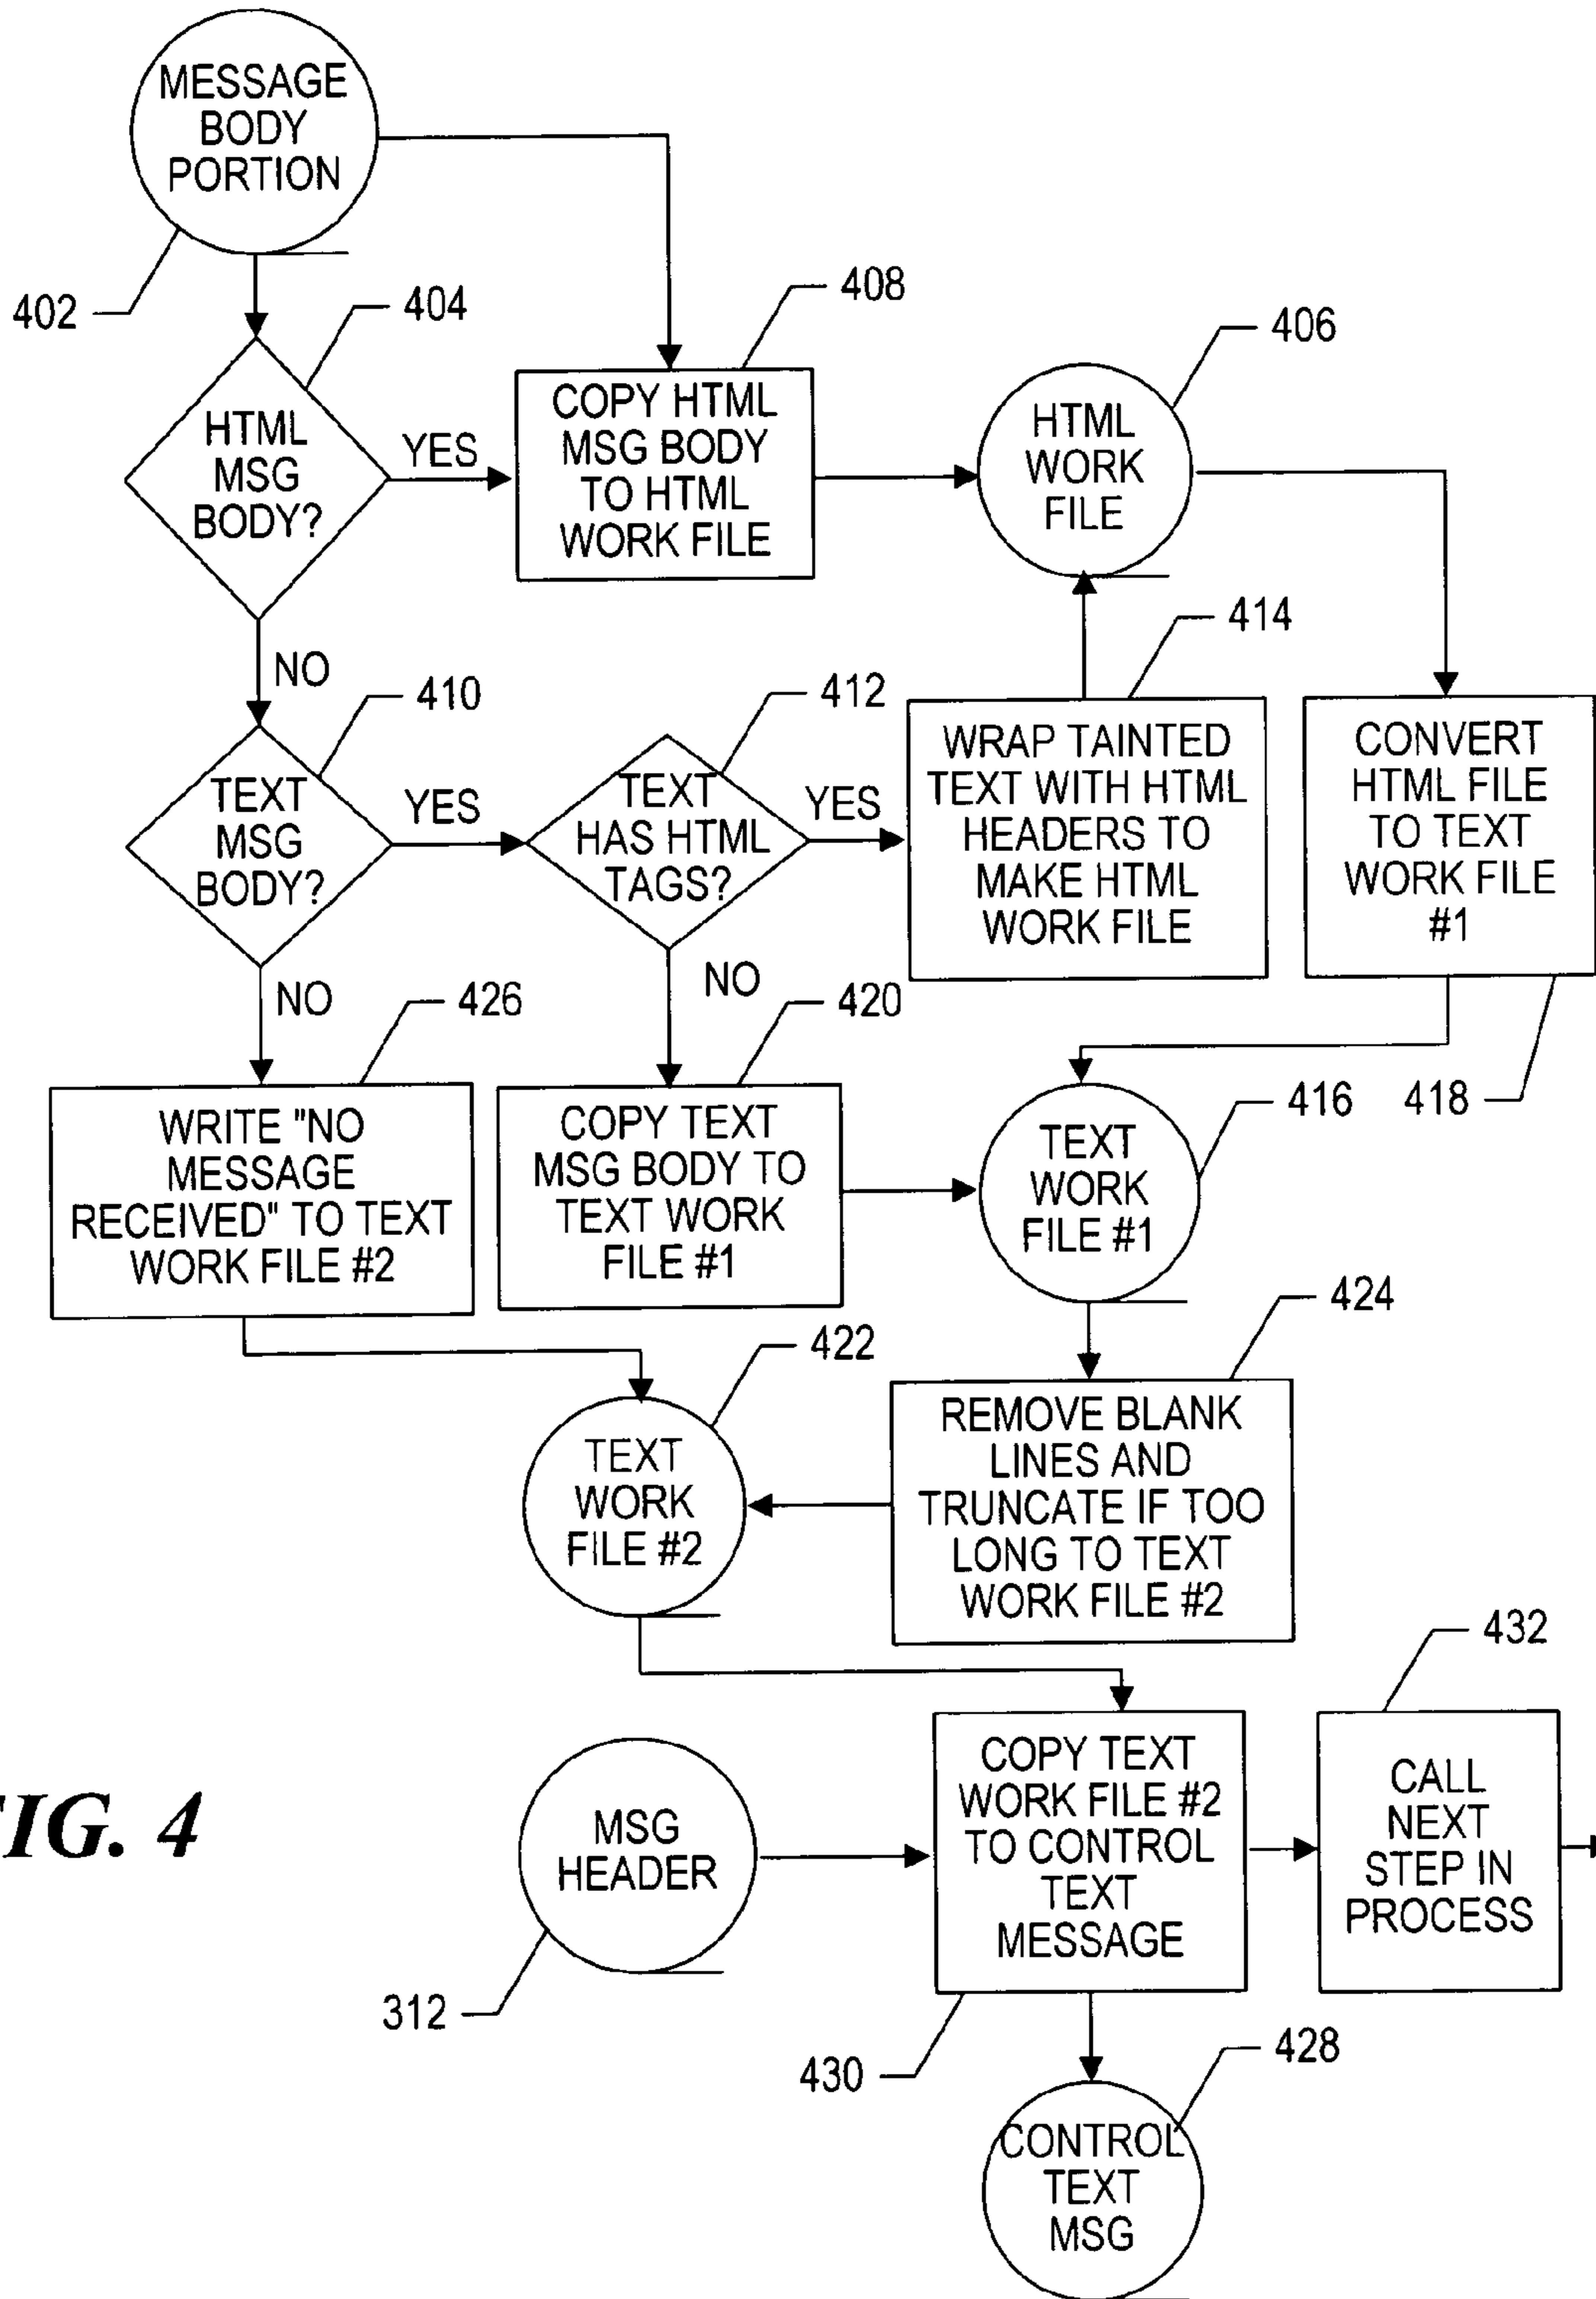 MESSAGE
BODY
PORTION
402
404
408
406
HTML
MSG
BODY?
YES
COPY HTML
MSG BODY
TO HTML
WORK FILE
HTML
WORK
FILE
NO
410
412
414
TEXT
MSG
BODY?
YES
TEXT
HAS HTML
TAGS?
YES
WRAP TAINTED
TEXT WITH HTML
HEADERS TO
MAKE HTML
WORK FILE
CONVERT
HTML FILE
TO TEXT
WORK FILE
#1
NO
426
NO
420
416
418
WRITE "NO
MESSAGE
RECEIVED" TO TEXT
WORK FILE #2
COPY TEXT
MSG BODY TO
TEXT WORK
FILE #1
TEXT
WORK
FILE #1
422
424
TEXT
WORK
FILE #2
REMOVE BLANK
LINES AND
TRUNCATE IF TOO
LONG TO TEXT
WORK FILE #2
432
FIG. 4
MSG
HEADER
COPY TEXT
WORK FILE #2
TO CONTROL
TEXT
MESSAGE
CALL
NEXT
STEP IN
PROCESS
312
430
428
CONTROL
TEXT
MSG